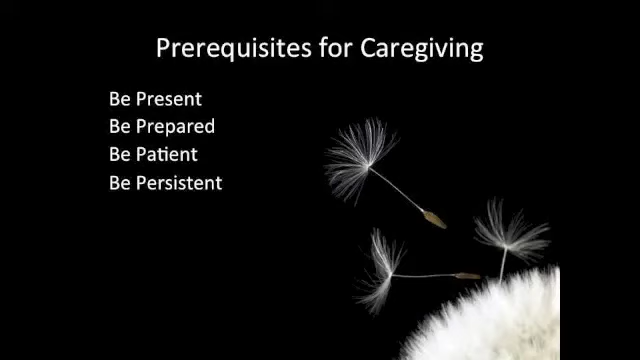 Prerequisites for Caregiving
Be Present
Be Prepared
Be Patient
Be Persistent